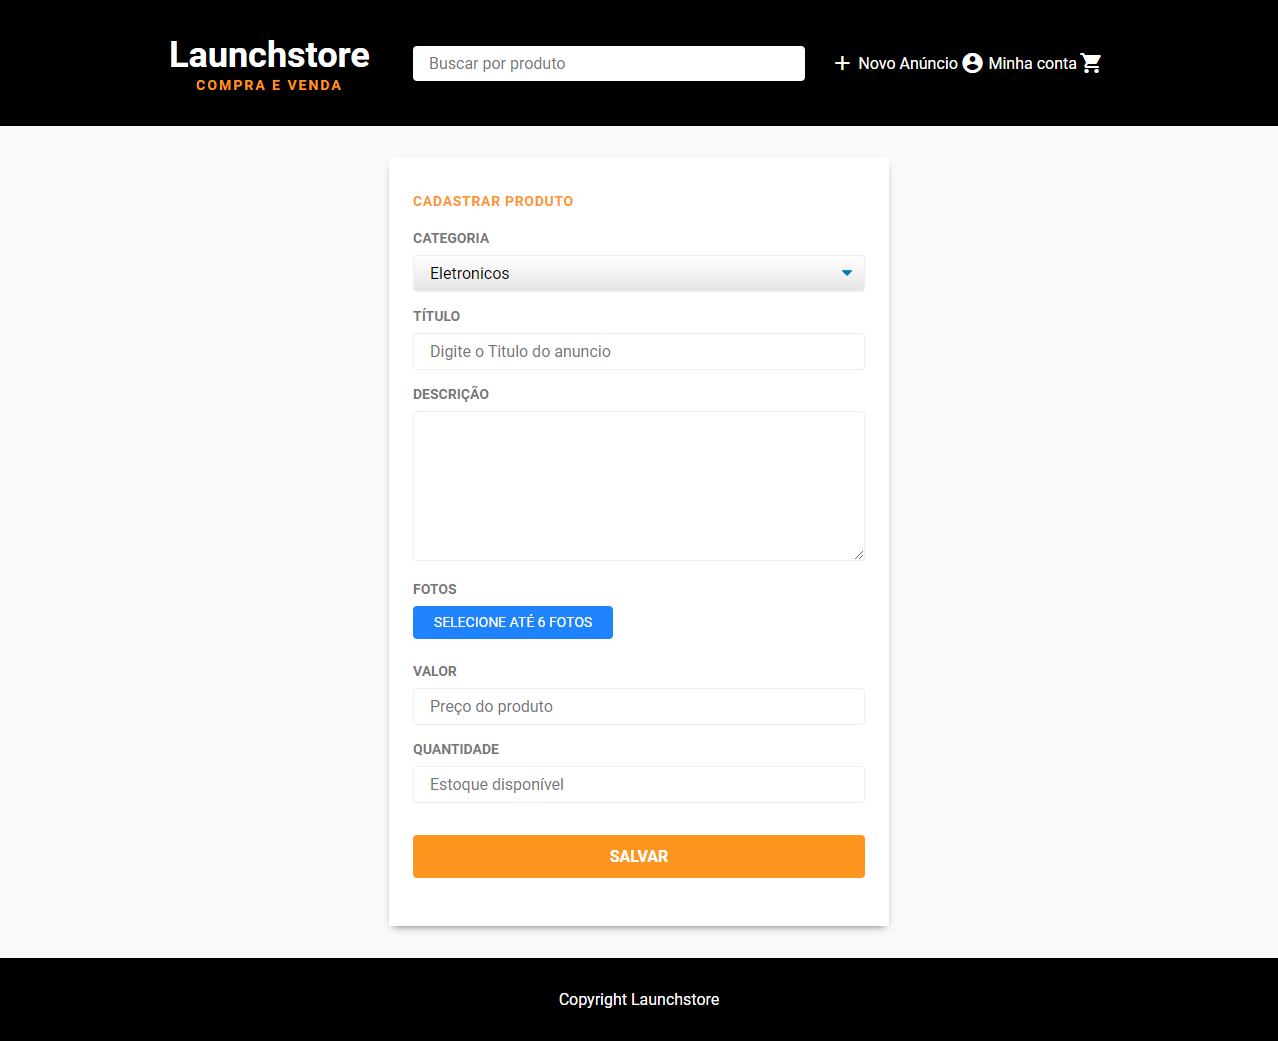 Launchstore
COMPRA E VENDA
Buscar por produto
Novo Anúncio
Minha conta
CADASTRAR PRODUTO
CATEGORIA
Eletronicos
TÍTULO
Digite o Titulo do anuncio
DESCRIÇÃO
FOTOS
SELECIONE ATÉ 6 FOTOS
VALOR
Preço do produto
QUANTIDADE
Estoque disponível
SALVAR
Copyright Launchstore